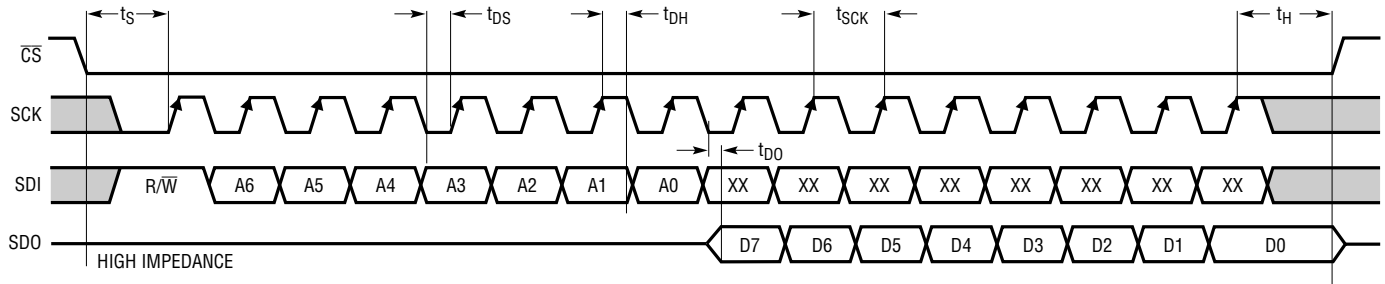 tS tDS tDH tSCK tH
CS
SCK
tDO
SDI R/W A6 A5 A4 A3 A2 A1 A0 XX XX XX XX XX XX XX XX
SDO D7 D6 D5 D4 D3 D2 D1 D0
HIGH IMPEDANCE